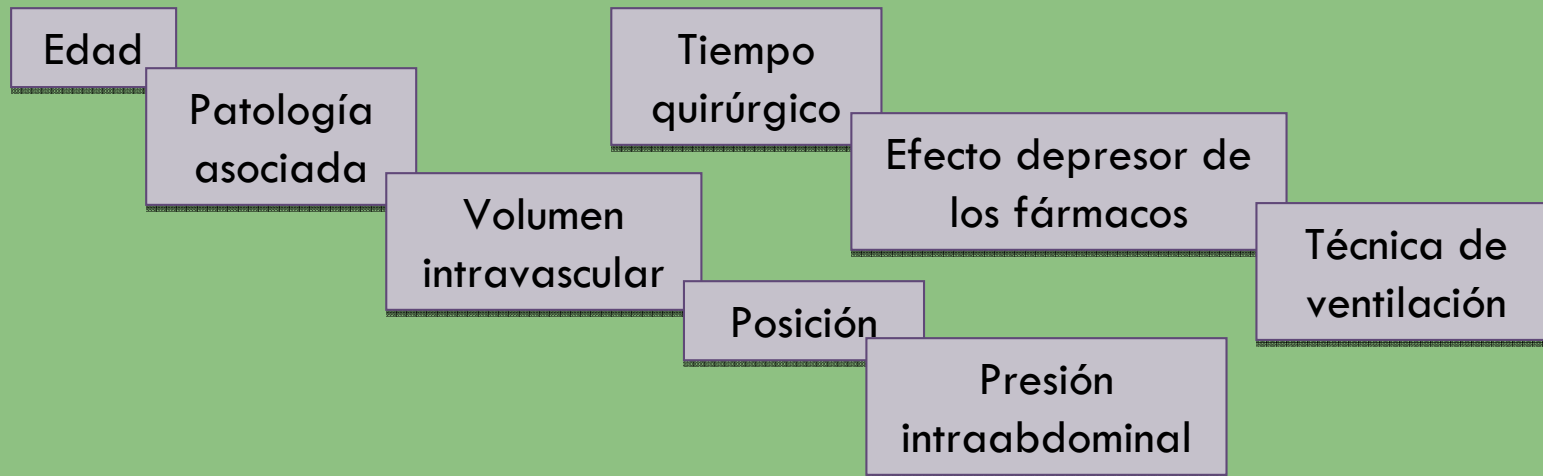 Edad
Patología
asociada
Volumen
intravascular
Posición
Presión
intraabdominal
Tiempo
quirúrgico
Efecto depresor de
los fármacos
Técnica de
ventilación